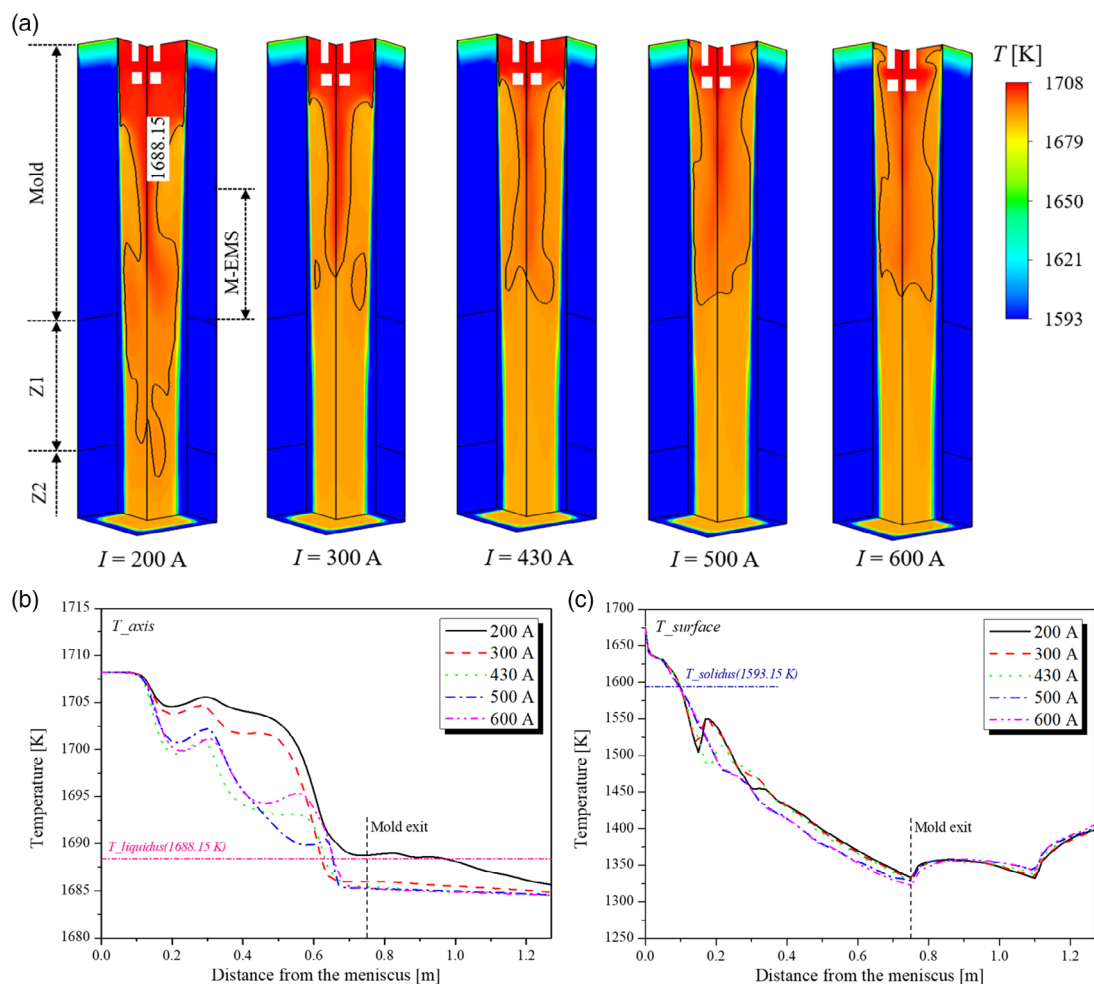 (a)
T [K]
1708
1679
1650
1621
1593
Mold
Z1
Z2
M-EMS
1688.15
I = 200 A
I = 300 A
I = 430 A
I = 500 A
I = 600 A
(b)
T_axis
200 A
300 A
430 A
500 A
600 A
T_liquidus(1688.15 K)
Mold exit
Temperature [K]
1715
1710
1705
1700
1695
1690
1685
1680
0.0 0.2 0.4 0.6 0.8 1.0 1.2
Distance from the meniscus [m]
(c)
T_surface
200 A
300 A
430 A
500 A
600 A
T_solidus(1593.15 K)
Mold exit
Temperature [K]
1700
1650
1600
1550
1500
1450
1400
1350
1300
1250
0.0 0.2 0.4 0.6 0.8 1.0 1.2
Distance from the meniscus [m]